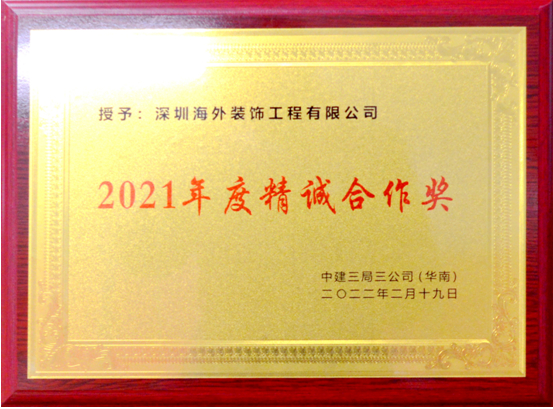 授予：深圳海外装饰工程有限公司
2021年度精诚合作奖
中建三局三公司（华南）
二〇二二年二月十九日